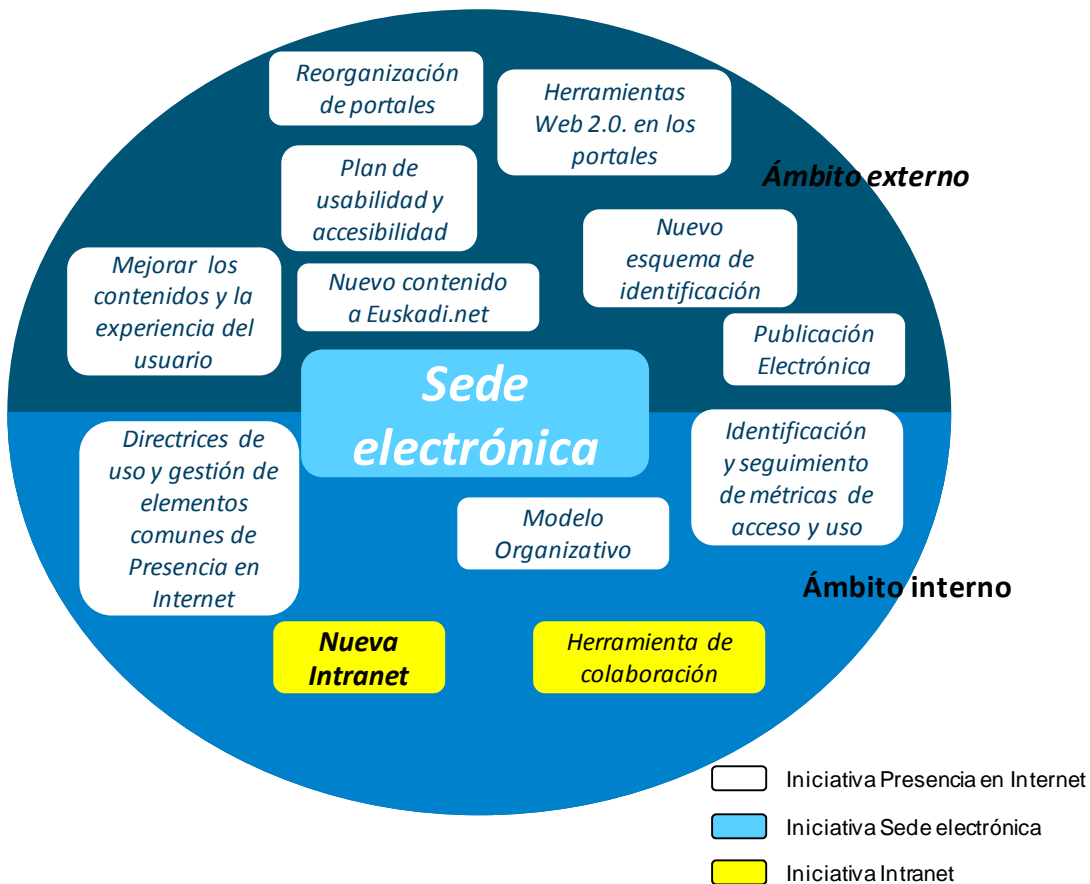 Reorganización
de portales
Herramientas
Web 2.0. en los
portales
Plan de
usabilidad y
accesibilidad
Ámbito externo
Nuevo
esquema de
identificación
Mejorar los
contenidos y la
experiencia del
usuario
Nuevo contenido
a Euskadi.net
Publicación
Electrónica
Sede
electrónica
Directrices de
uso y gestión de
elementos
comunes de
Presencia en
Internet
Identificación
y seguimiento
de métricas de
acceso y uso
Modelo
Organizativo
Ámbito interno
Nueva
Intranet
Herramienta de
colaboración
Iniciativa Presencia en Internet
Iniciativa Sede electrónica
Iniciativa Intranet